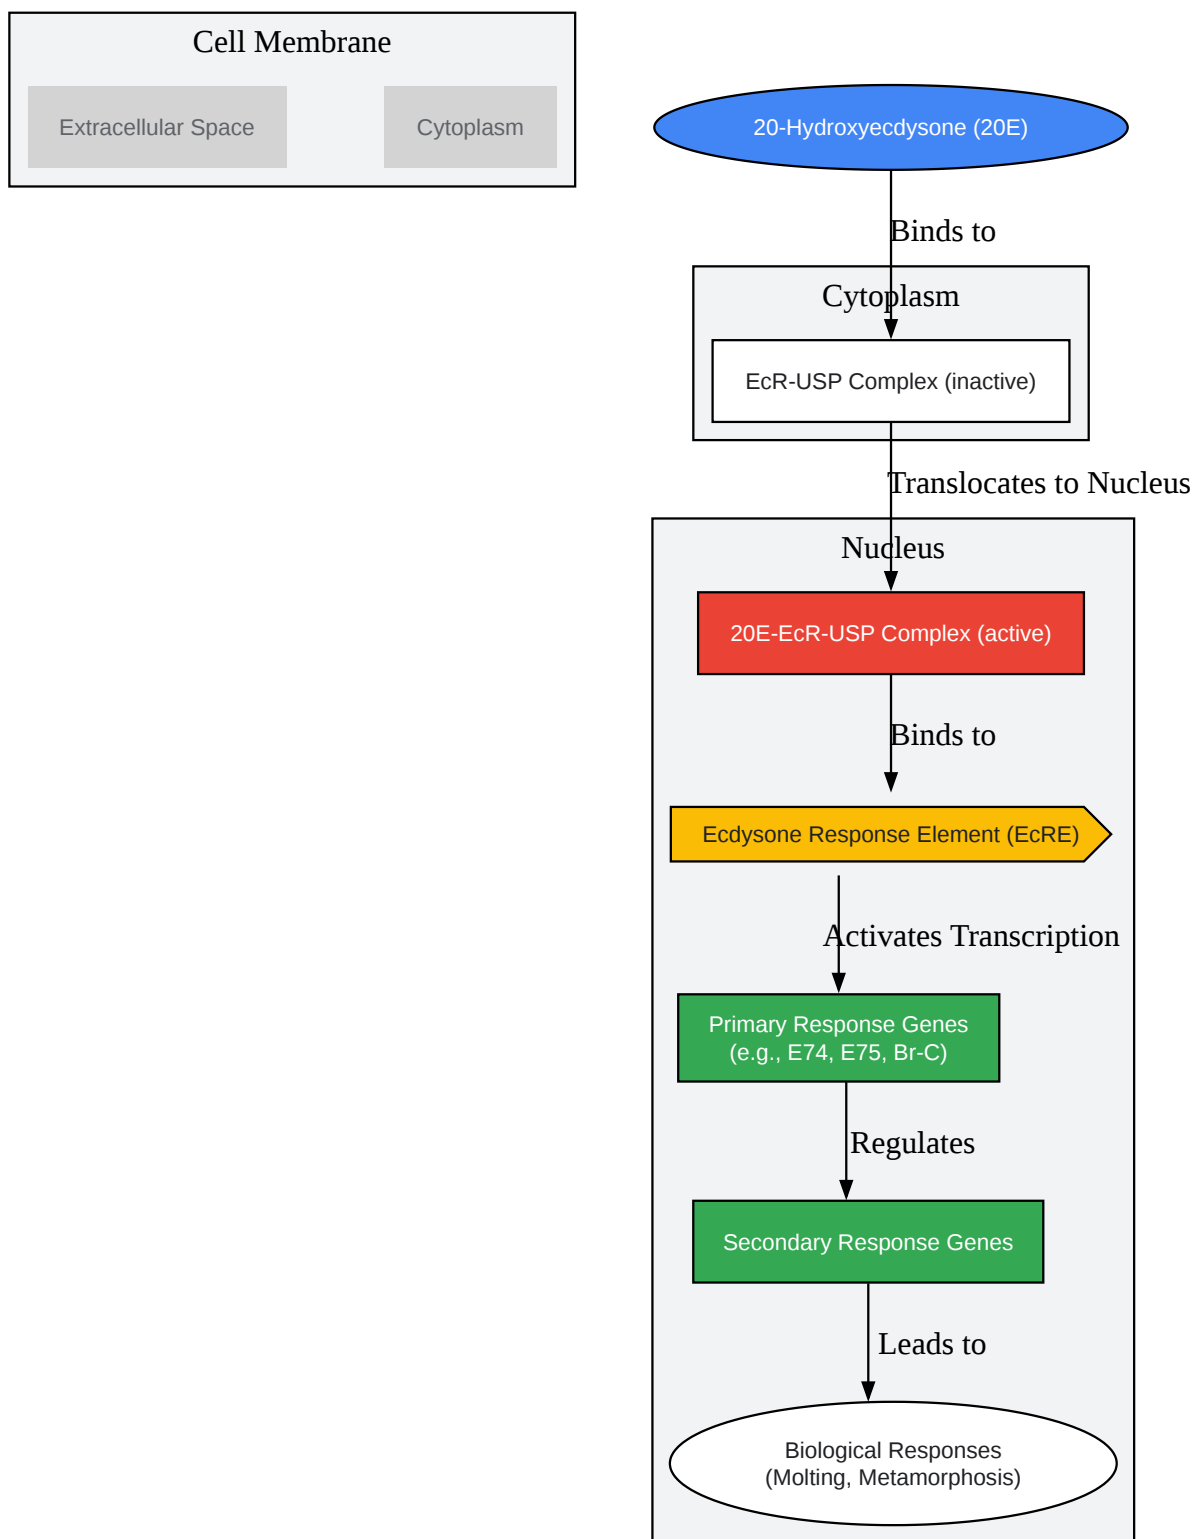 Cell Membrane
Extracellular Space
Cytoplasm
20-Hydroxyecdysone (20E)
Binds to
Cytoplasm
EcR-USP Complex (inactive)
Translocates to Nucleus
Nucleus
20E-EcR-USP Complex (active)
Binds to
Ecdysone Response Element (EcRE)
Activates Transcription
Primary Response Genes
(e.g., E74, E75, Br-C)
Regulates
Secondary Response Genes
Leads to
Biological Responses
(Molting, Metamorphosis)